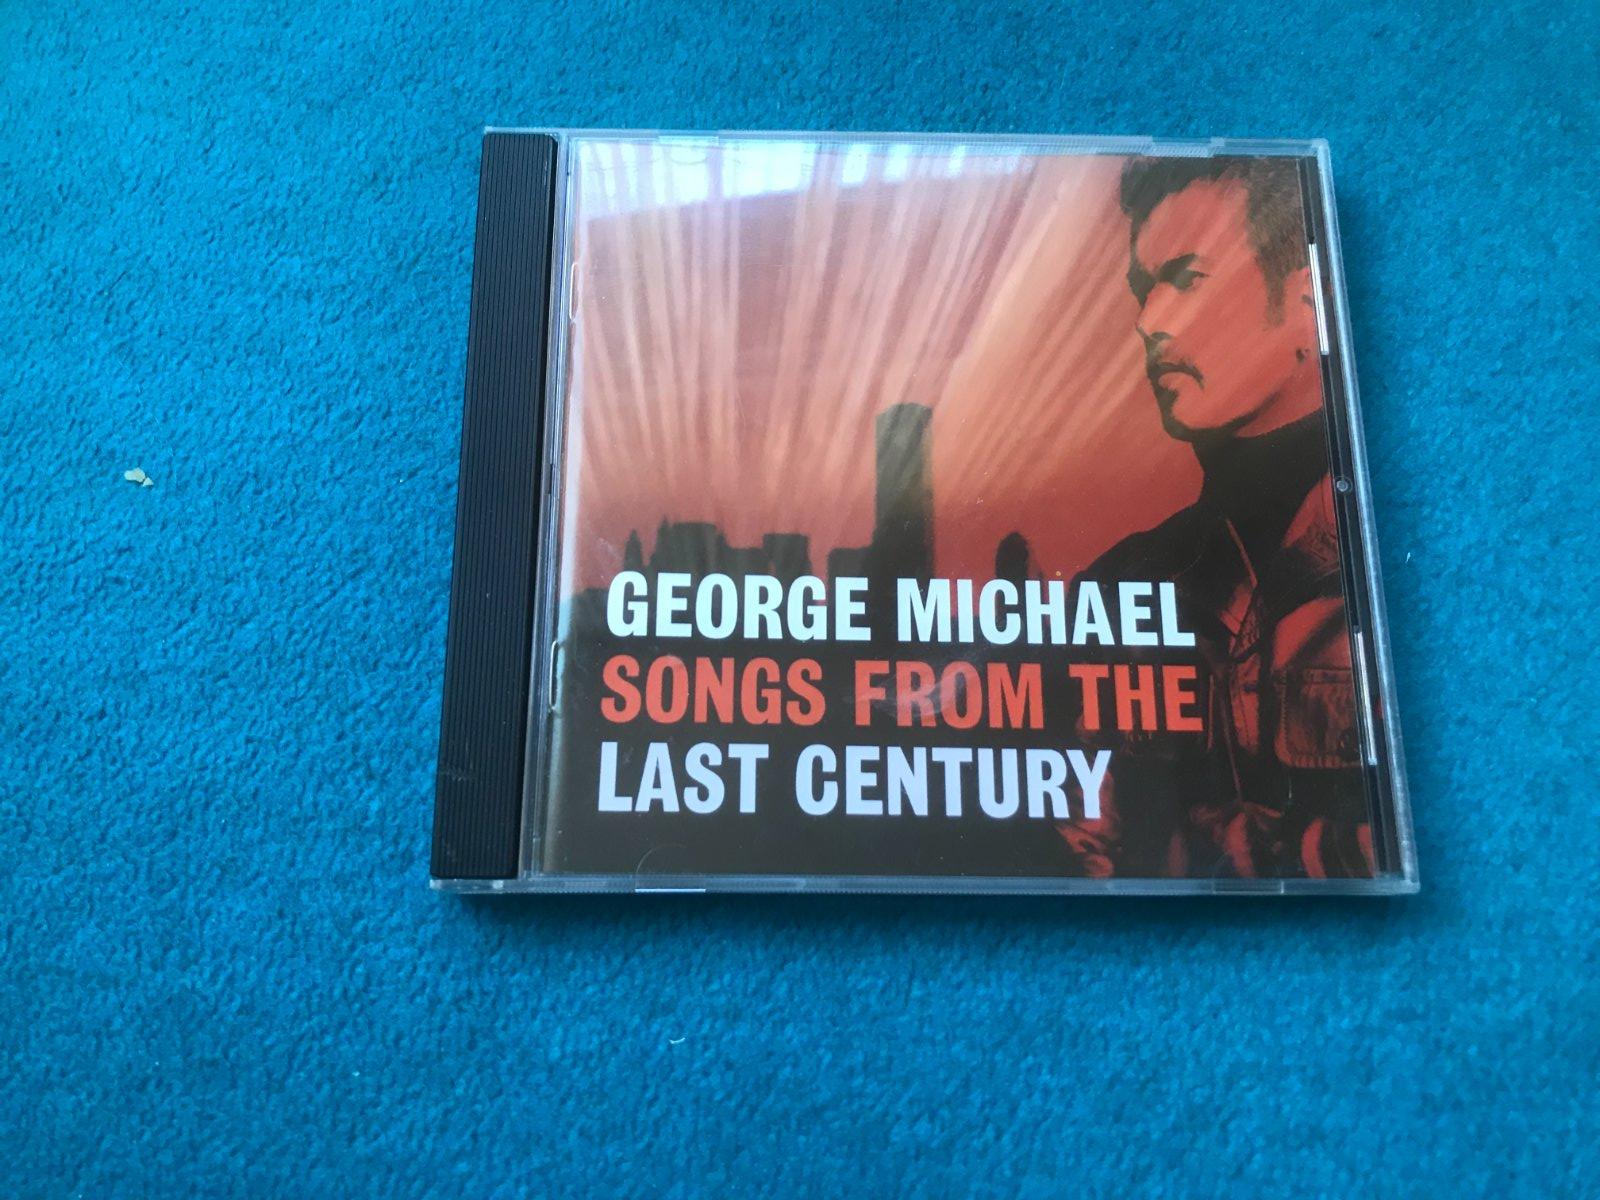 GEORGE MICHAEL
SONGS FROM THE
LAST CENTURY